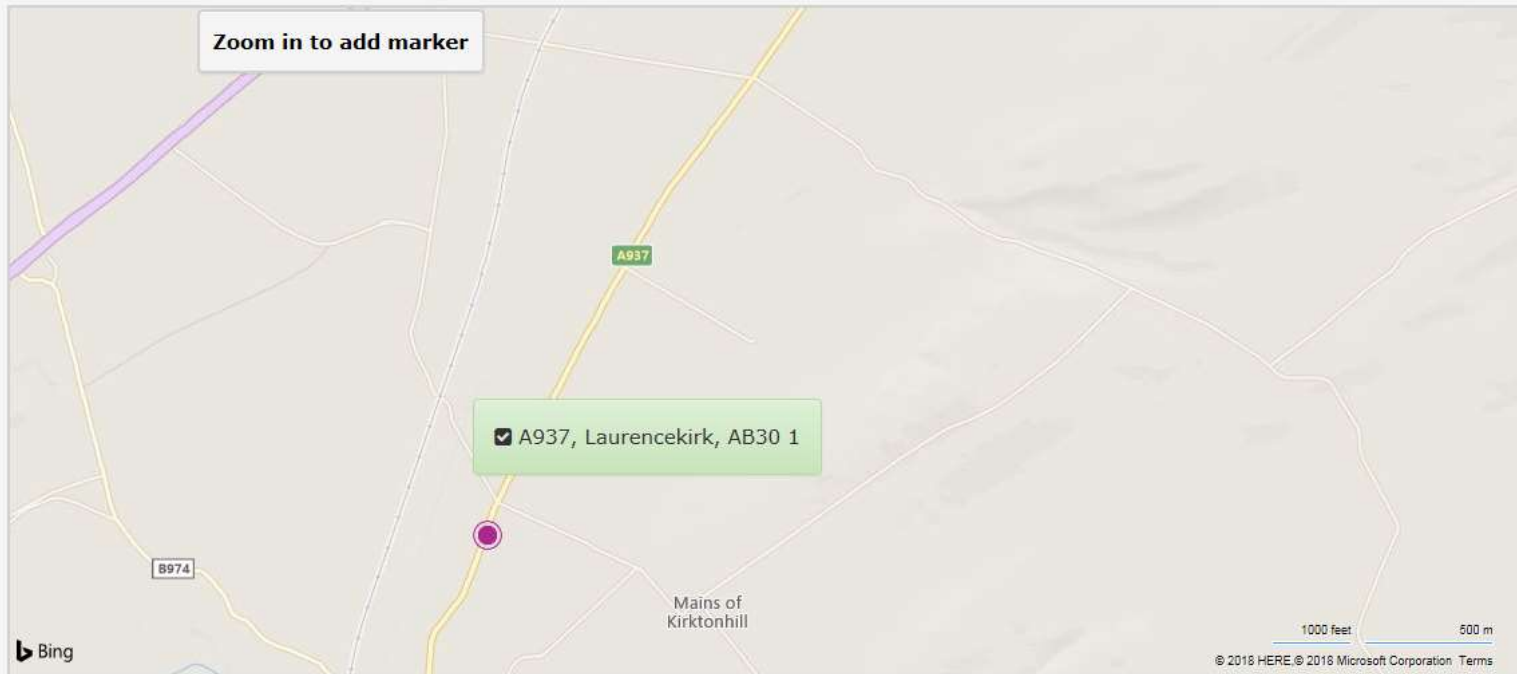 Zoom in to add marker
A937
A937, Laurencekirk, AB30 1
B974
Mains of
Kirktonhill
1000 feet 500 m
Bing
© 2018 HERE,© 2018 Microsoft Corporation Terms